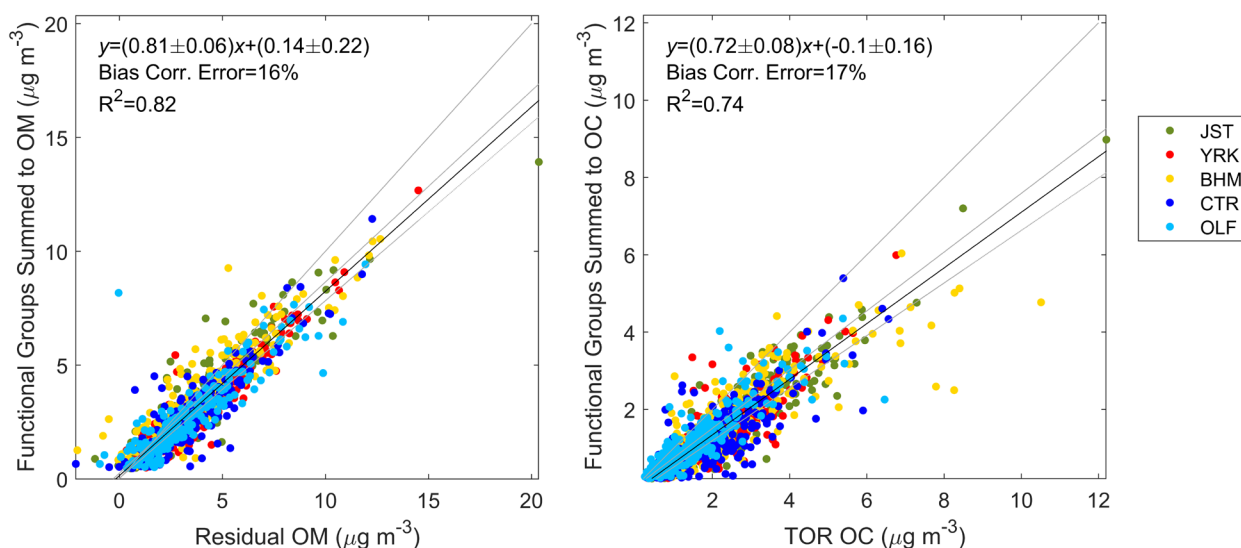 y=(0.81±0.06)x+(0.14±0.22)
Bias Corr. Error=16%
R²=0.82
Functional Groups Summed to OM (μg m⁻³)
20
15
10
5
0
0
5
10
15
20
Residual OM (μg m⁻³)
y=(0.72±0.08)x+(-0.1±0.16)
Bias Corr. Error=17%
R²=0.74
Functional Groups Summed to OC (μg m⁻³)
12
10
8
6
4
2
2
4
6
8
10
12
TOR OC (μg m⁻³)
JST
YRK
BHM
CTR
OLF